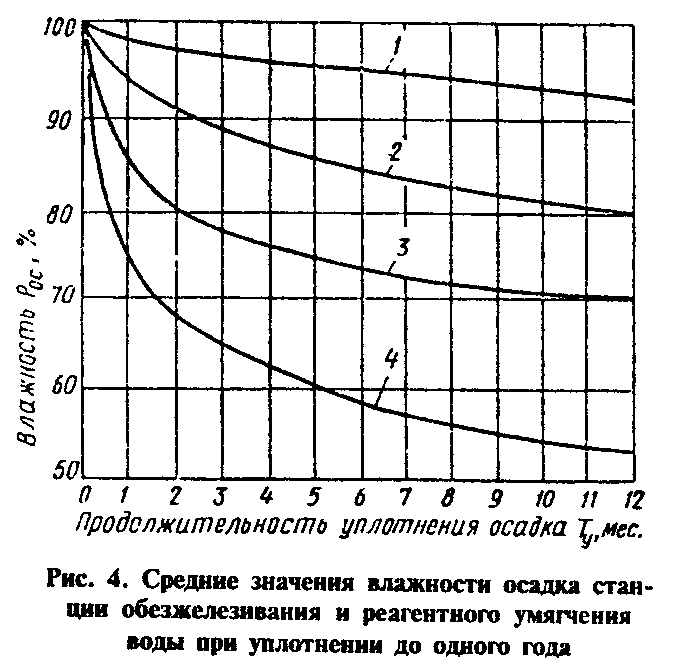 100
90
80
70
60
50
Влажность Pос, %
1
2
3
4
0 1 2 3 4 5 6 7 8 9 10 11 12
Продолжительность уплотнения осадка Tу, мес.
Рис. 4. Средние значения влажности осадка стан-
ции обезжелезивания и реагентного умягчения
воды при уплотнении до одного года